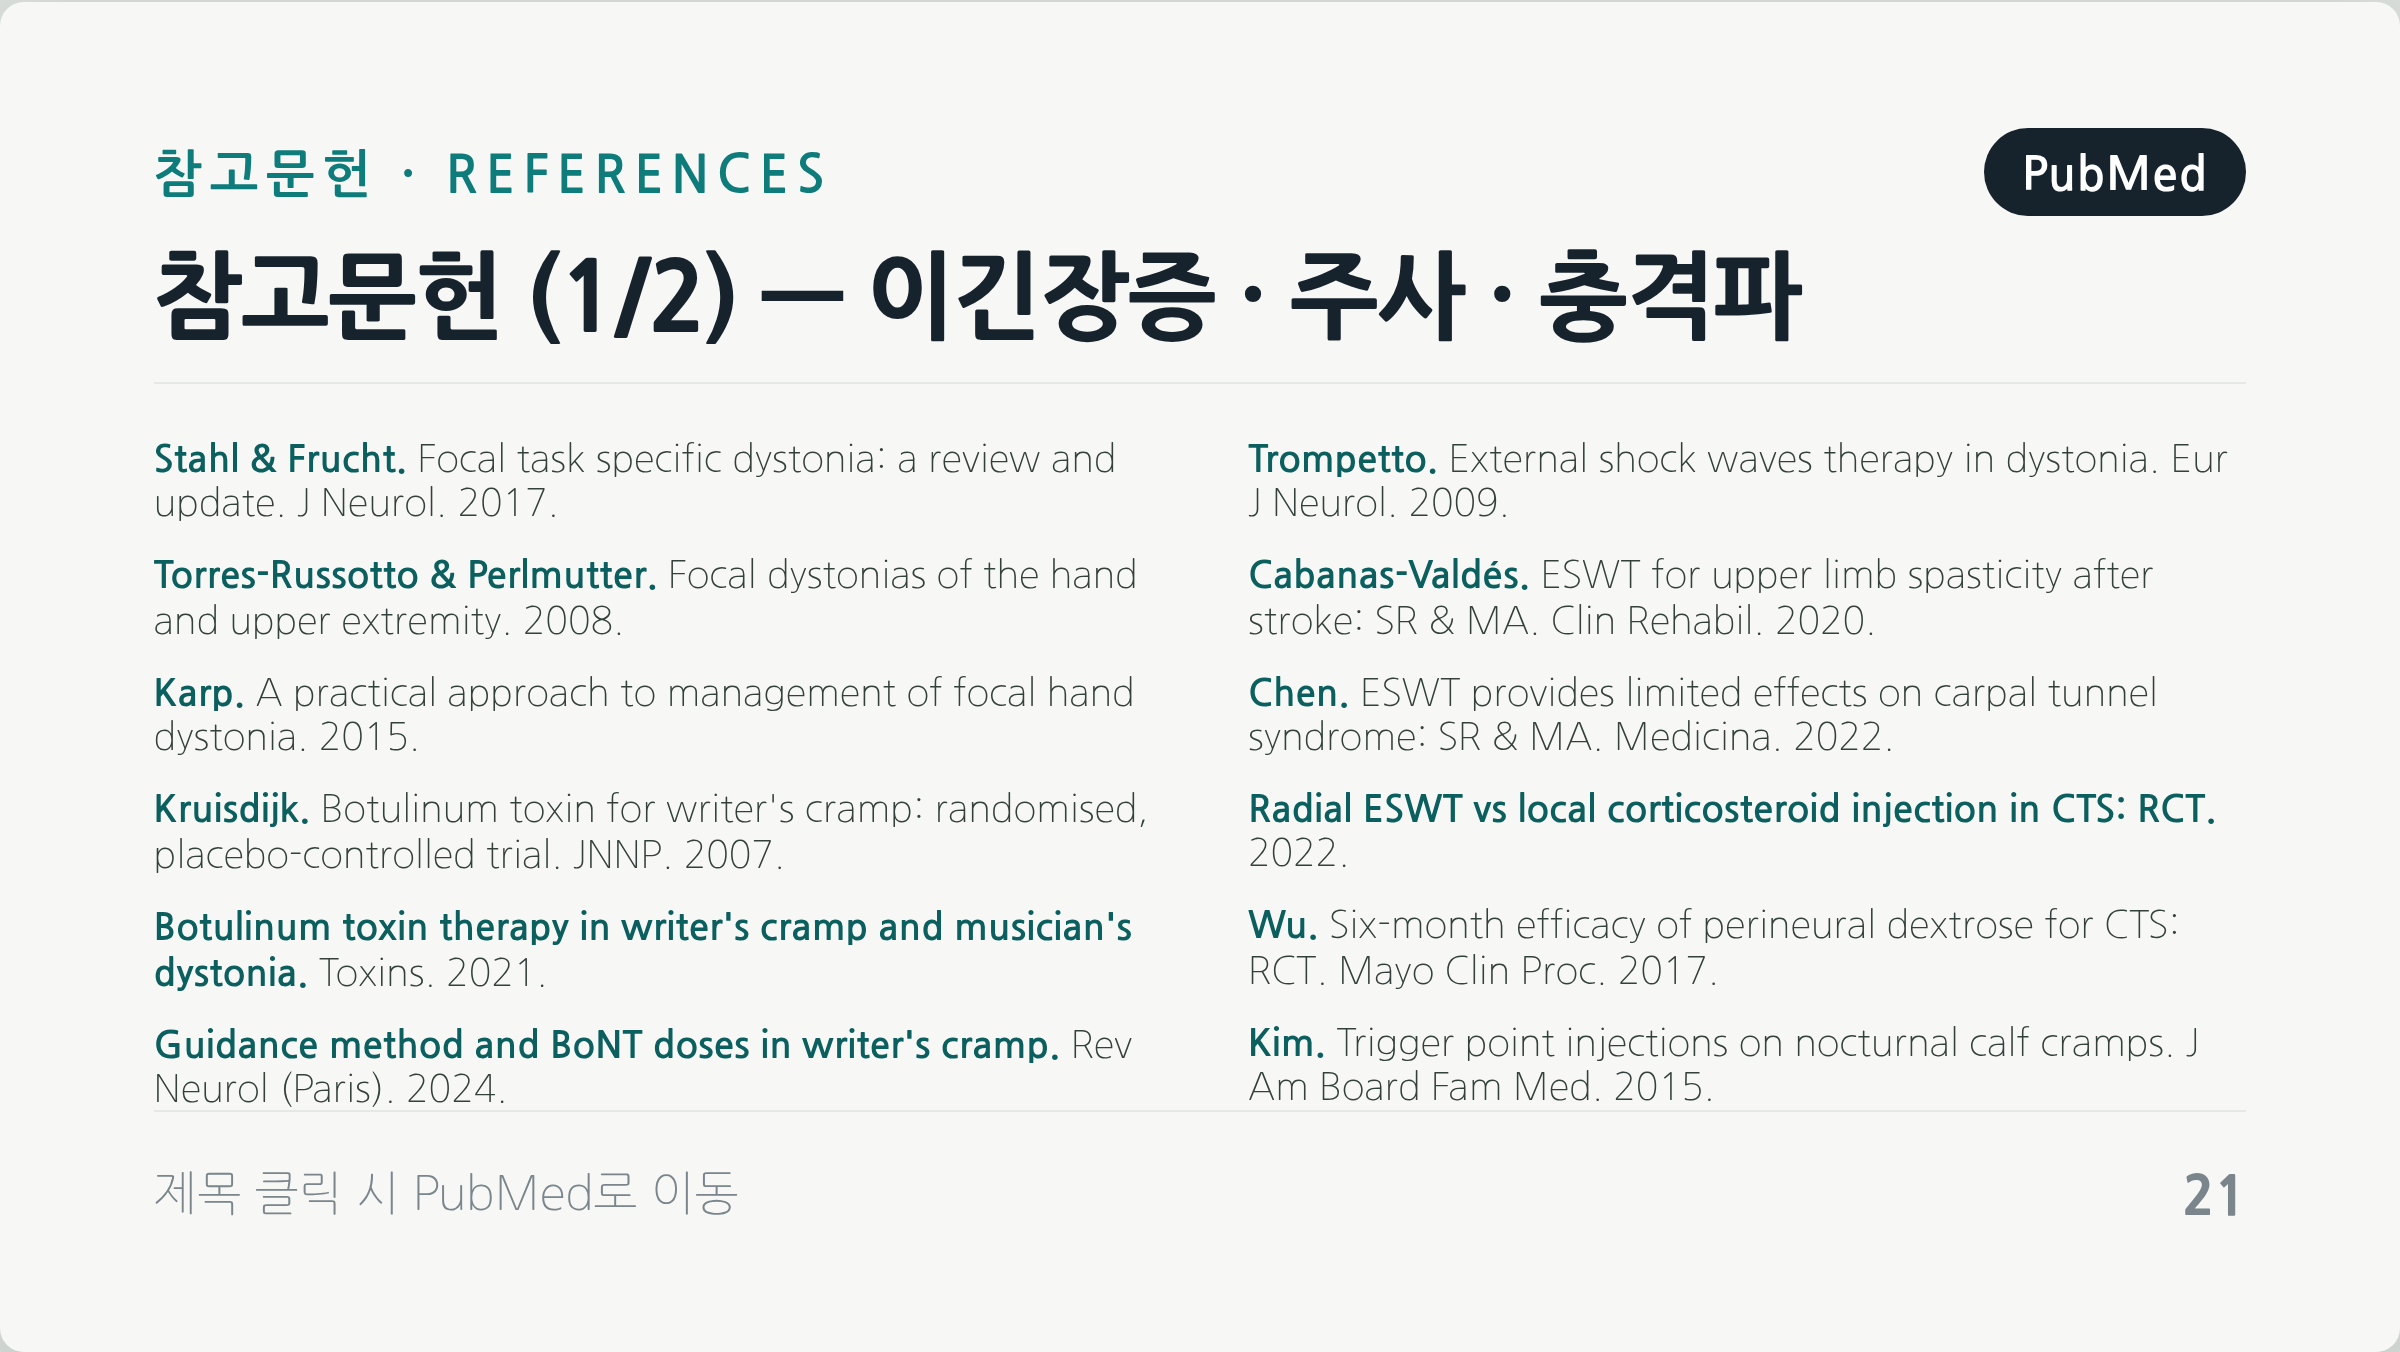 참고문헌 · REFERENCES
PubMed
참고문헌 (1/2) — 이긴장증 · 주사 · 충격파
Stahl & Frucht. Focal task specific dystonia: a review and
update. J Neurol. 2017.
Torres-Russotto & Perlmutter. Focal dystonias of the hand
and upper extremity. 2008.
Karp. A practical approach to management of focal hand
dystonia. 2015.
Kruisdijk. Botulinum toxin for writer's cramp: randomised,
placebo-controlled trial. JNNP. 2007.
Botulinum toxin therapy in writer's cramp and musician's
dystonia. Toxins. 2021.
Guidance method and BoNT doses in writer's cramp. Rev
Neurol (Paris). 2024.
Trompetto. External shock waves therapy in dystonia. Eur
J Neurol. 2009.
Cabanas-Valdés. ESWT for upper limb spasticity after
stroke: SR & MA. Clin Rehabil. 2020.
Chen. ESWT provides limited effects on carpal tunnel
syndrome: SR & MA. Medicina. 2022.
Radial ESWT vs local corticosteroid injection in CTS: RCT.
2022.
Wu. Six-month efficacy of perineural dextrose for CTS:
RCT. Mayo Clin Proc. 2017.
Kim. Trigger point injections on nocturnal calf cramps. J
Am Board Fam Med. 2015.
제목 클릭 시 PubMed로 이동
21